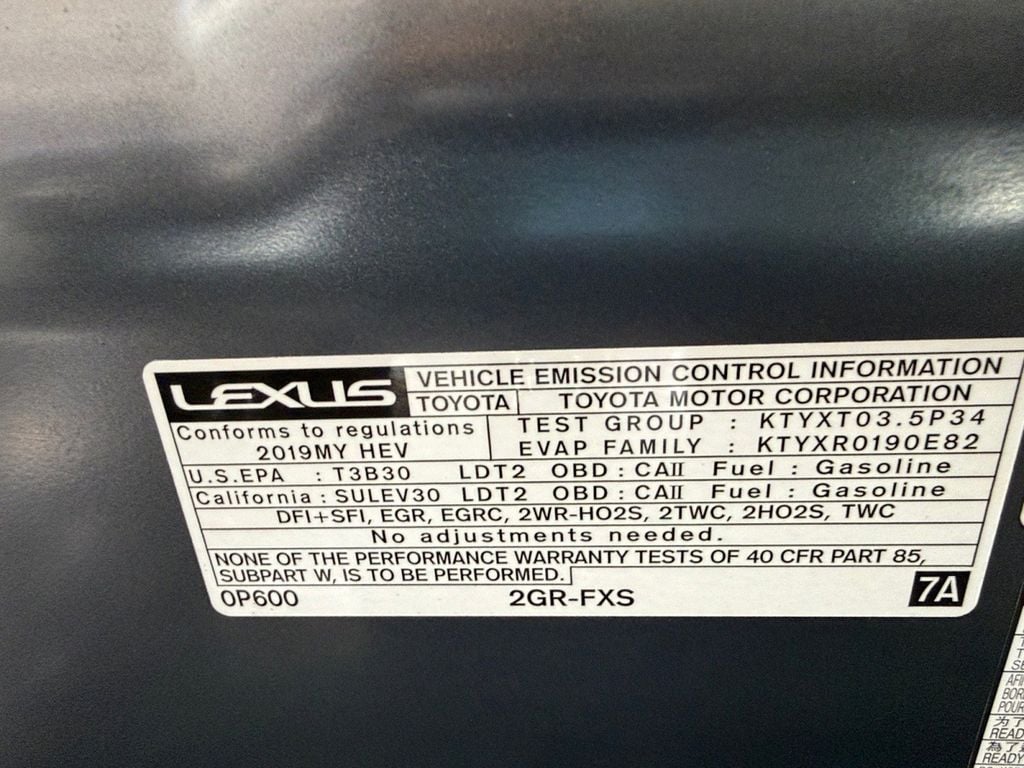 LEXUS VEHICLE EMISSION CONTROL INFORMATION
TOYOTA TOYOTA MOTOR CORPORATION
Conforms to regulations TEST GROUP : KTYXT03.5P34
2019MY HEV EVAP FAMILY : KTYXR0190E82
U.S.EPA : T3B30 LDT2 OBD : CAII Fuel : Gasoline
California : SULEV30 LDT2 OBD : CAII Fuel : Gasoline
DFI+SFI, EGR, EGRC, 2WR-HO2S, 2TWC, 2HO2S, TWC
No adjustments needed.
NONE OF THE PERFORMANCE WARRANTY TESTS OF 40 CFR PART 85,
SUBPART W, IS TO BE PERFORMED.
0P600 2GR-FXS 7A
POUR
READ
READY